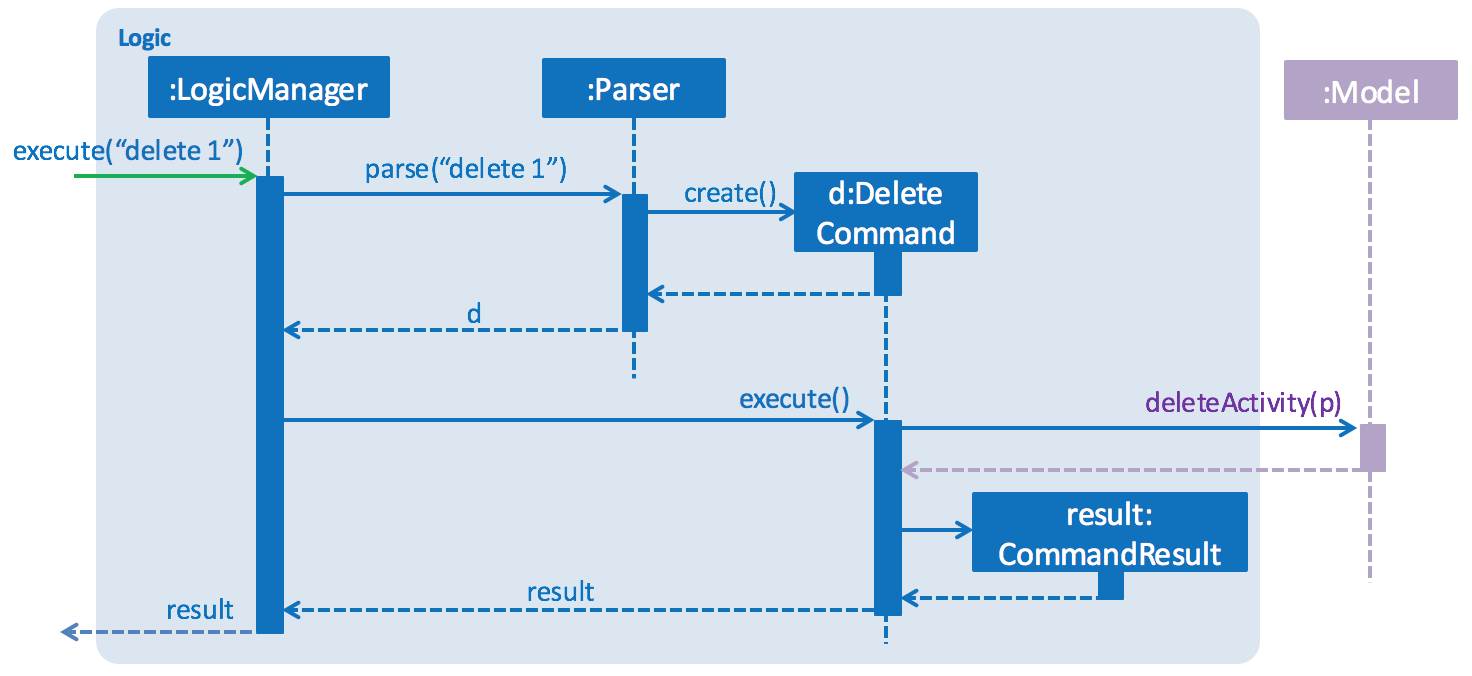 Logic
:LogicManager
:Parser
:Model
execute(“delete 1”)
parse(“delete 1”)
create()
d:Delete
Command
d
execute()
deleteActivity(p)
result:
CommandResult
result
result